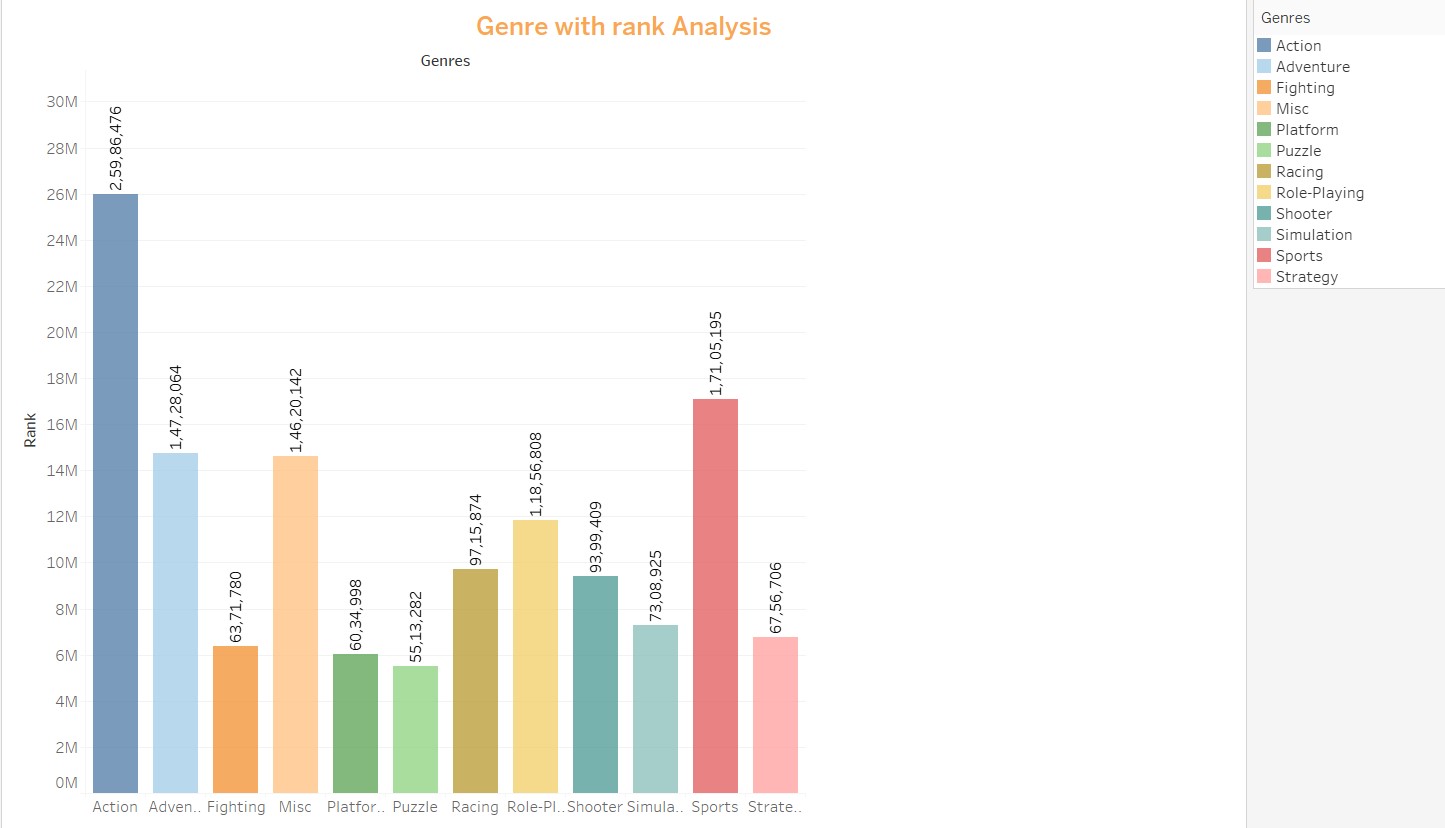 Genre with rank Analysis
Genres
Rank
30M
28M
26M
24M
22M
20M
18M
16M
14M
12M
10M
8M
6M
4M
2M
0M
2,59,86,476
1,47,28,064
63,71,780
1,46,20,142
60,34,998
55,13,282
97,15,874
1,18,56,808
93,99,409
73,08,925
1,71,05,195
67,56,706
Action Adven.. Fighting Misc Platfor.. Puzzle Racing Role-Pl.. Shooter Simula.. Sports Strate..
Genres
Action
Adventure
Fighting
Misc
Platform
Puzzle
Racing
Role-Playing
Shooter
Simulation
Sports
Strategy